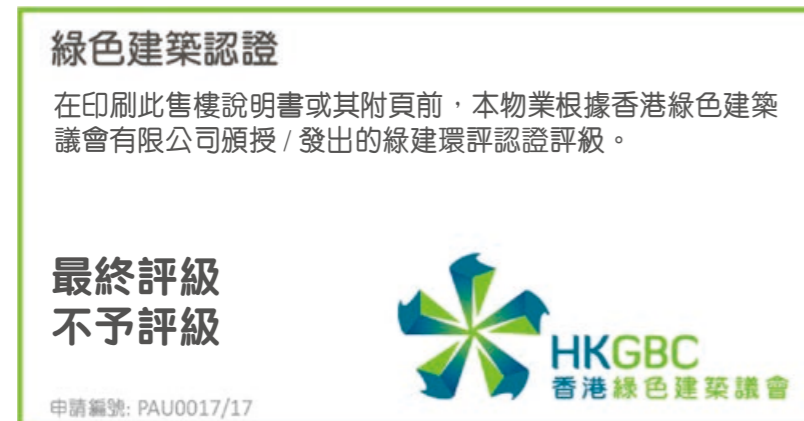 綠色建築認證
在印刷此售樓說明書或其附頁前，本物業根據香港綠色建築
議會有限公司頒授 / 發出的綠建環評認證評級。
最終評級
不予評級
HKGBC
香港綠色建築議會
申請編號: PAU0017/17